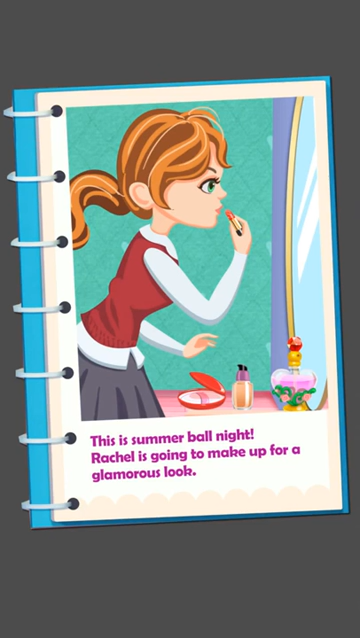 This is summer ball night!
Rachel is going to make up for a
glamorous look.